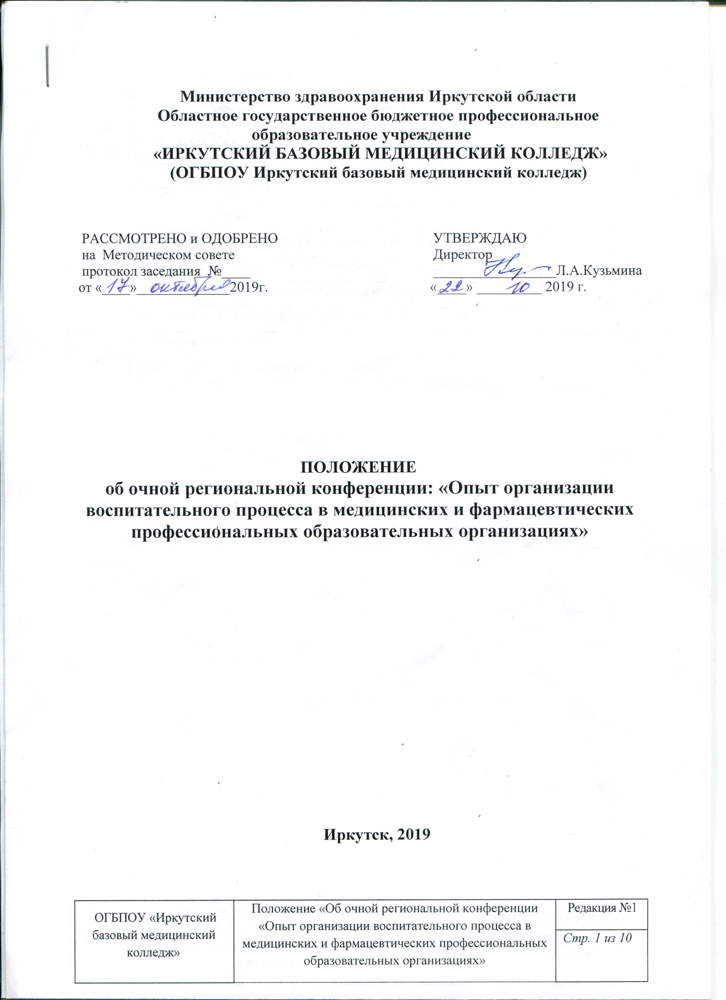 Министерство здравоохранения Иркутской области
Областное государственное бюджетное профессиональное
образовательное учреждение
«ИРКУТСКИЙ БАЗОВЫЙ МЕДИЦИНСКИЙ КОЛЛЕДЖ»
(ОГБПОУ Иркутский базовый медицинский колледж)
РАССМОТРЕНО и ОДОБРЕНО
на Методическом совете
протокол заседания №____
от «17» октября 2019г.
УТВЕРЖДАЮ
Директор
Л.А.Кузьмина
«22» 10 2019 г.
ПОЛОЖЕНИЕ
об очной региональной конференции: «Опыт организации
воспитательного процесса в медицинских и фармацевтических
профессиональных образовательных организациях»
Иркутск, 2019
ОГБПОУ «Иркутский
базовый медицинский
колледж»
Положение «Об очной региональной конференции
«Опыт организации воспитательного процесса в
медицинских и фармацевтических профессиональных
образовательных организациях»
Редакция №1
Стр. 1 из 10